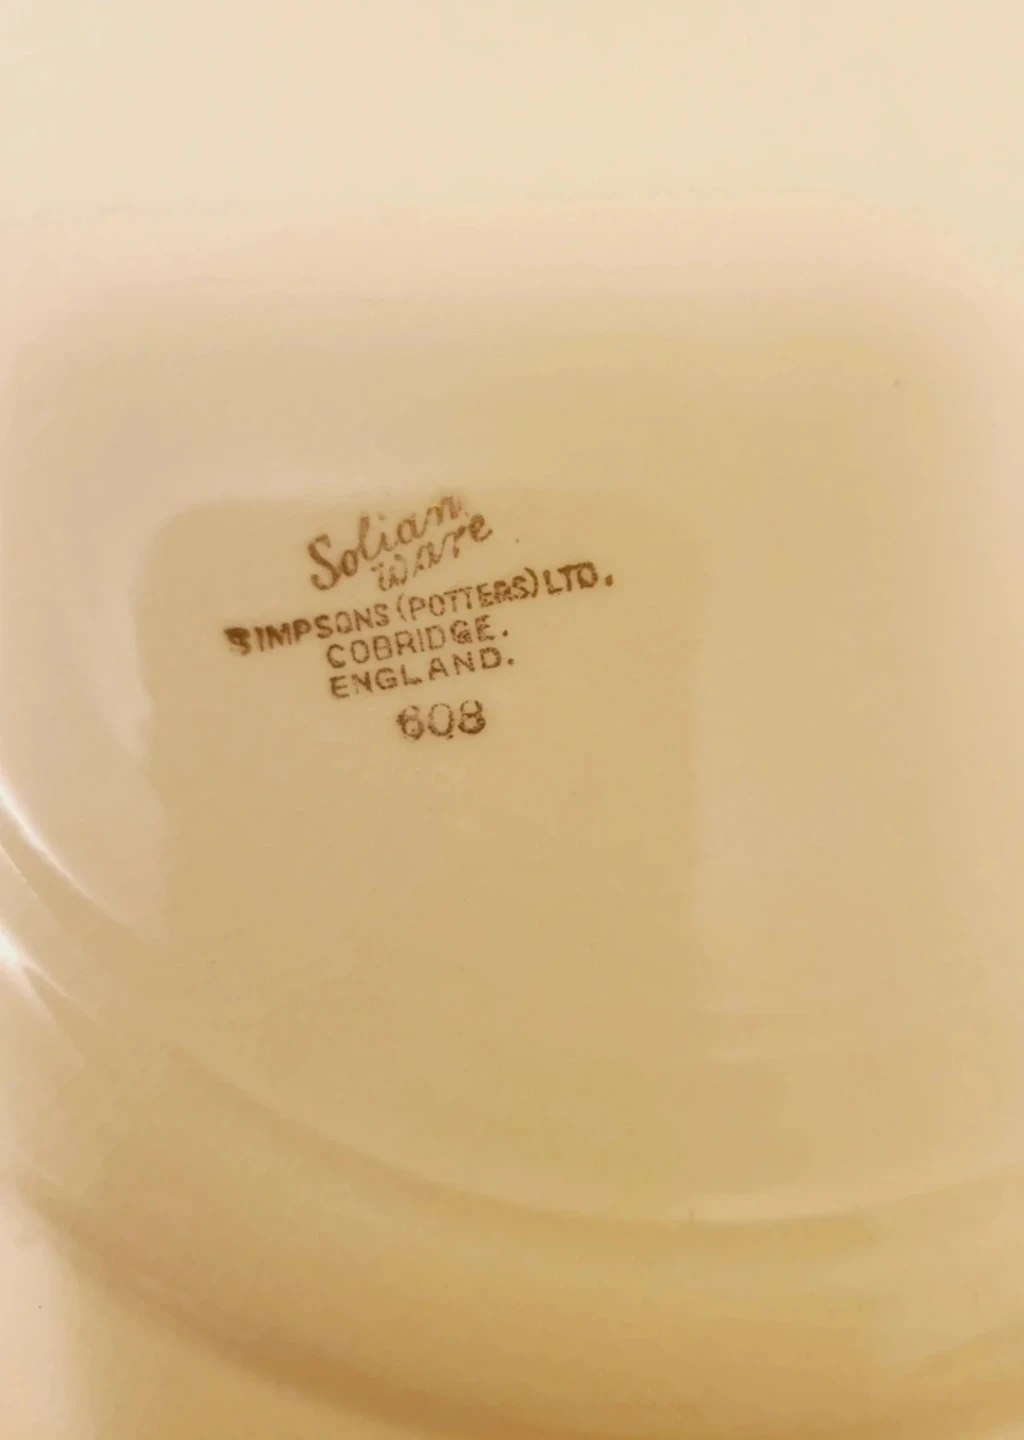 Solian
ware
SIMPSONS (POTTERS) LTD.
COBRIDGE.
ENGLAND.
608